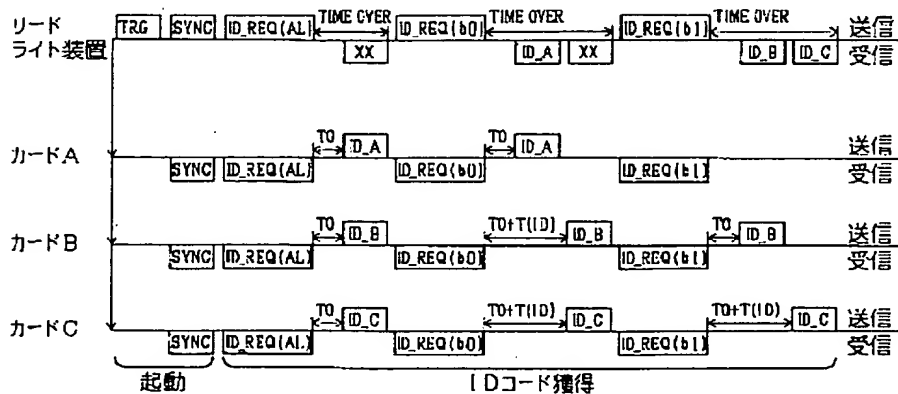 リード
ライト装置
TRG SYNC ID_REQ(AL) TIME OVER ID_REQ(b0) TIME OVER ID_REQ(b1) TIME OVER 送信
XX ID_A XX ID_B ID_C 受信
カードA
T0 ID_A T0 ID_A 送信
SYNC ID_REQ(AL) ID_REQ(b0) ID_REQ(b1) 受信
カードB
T0 ID_B T0+T(ID) ID_B T0 ID_B 送信
SYNC ID_REQ(AL) ID_REQ(b0) ID_REQ(b1) 受信
カードC
T0 ID_C T0+T(ID) ID_C T0+T(ID) ID_C 送信
SYNC ID_REQ(AL) ID_REQ(b0) ID_REQ(b1) 受信
起動 IDコード獲得